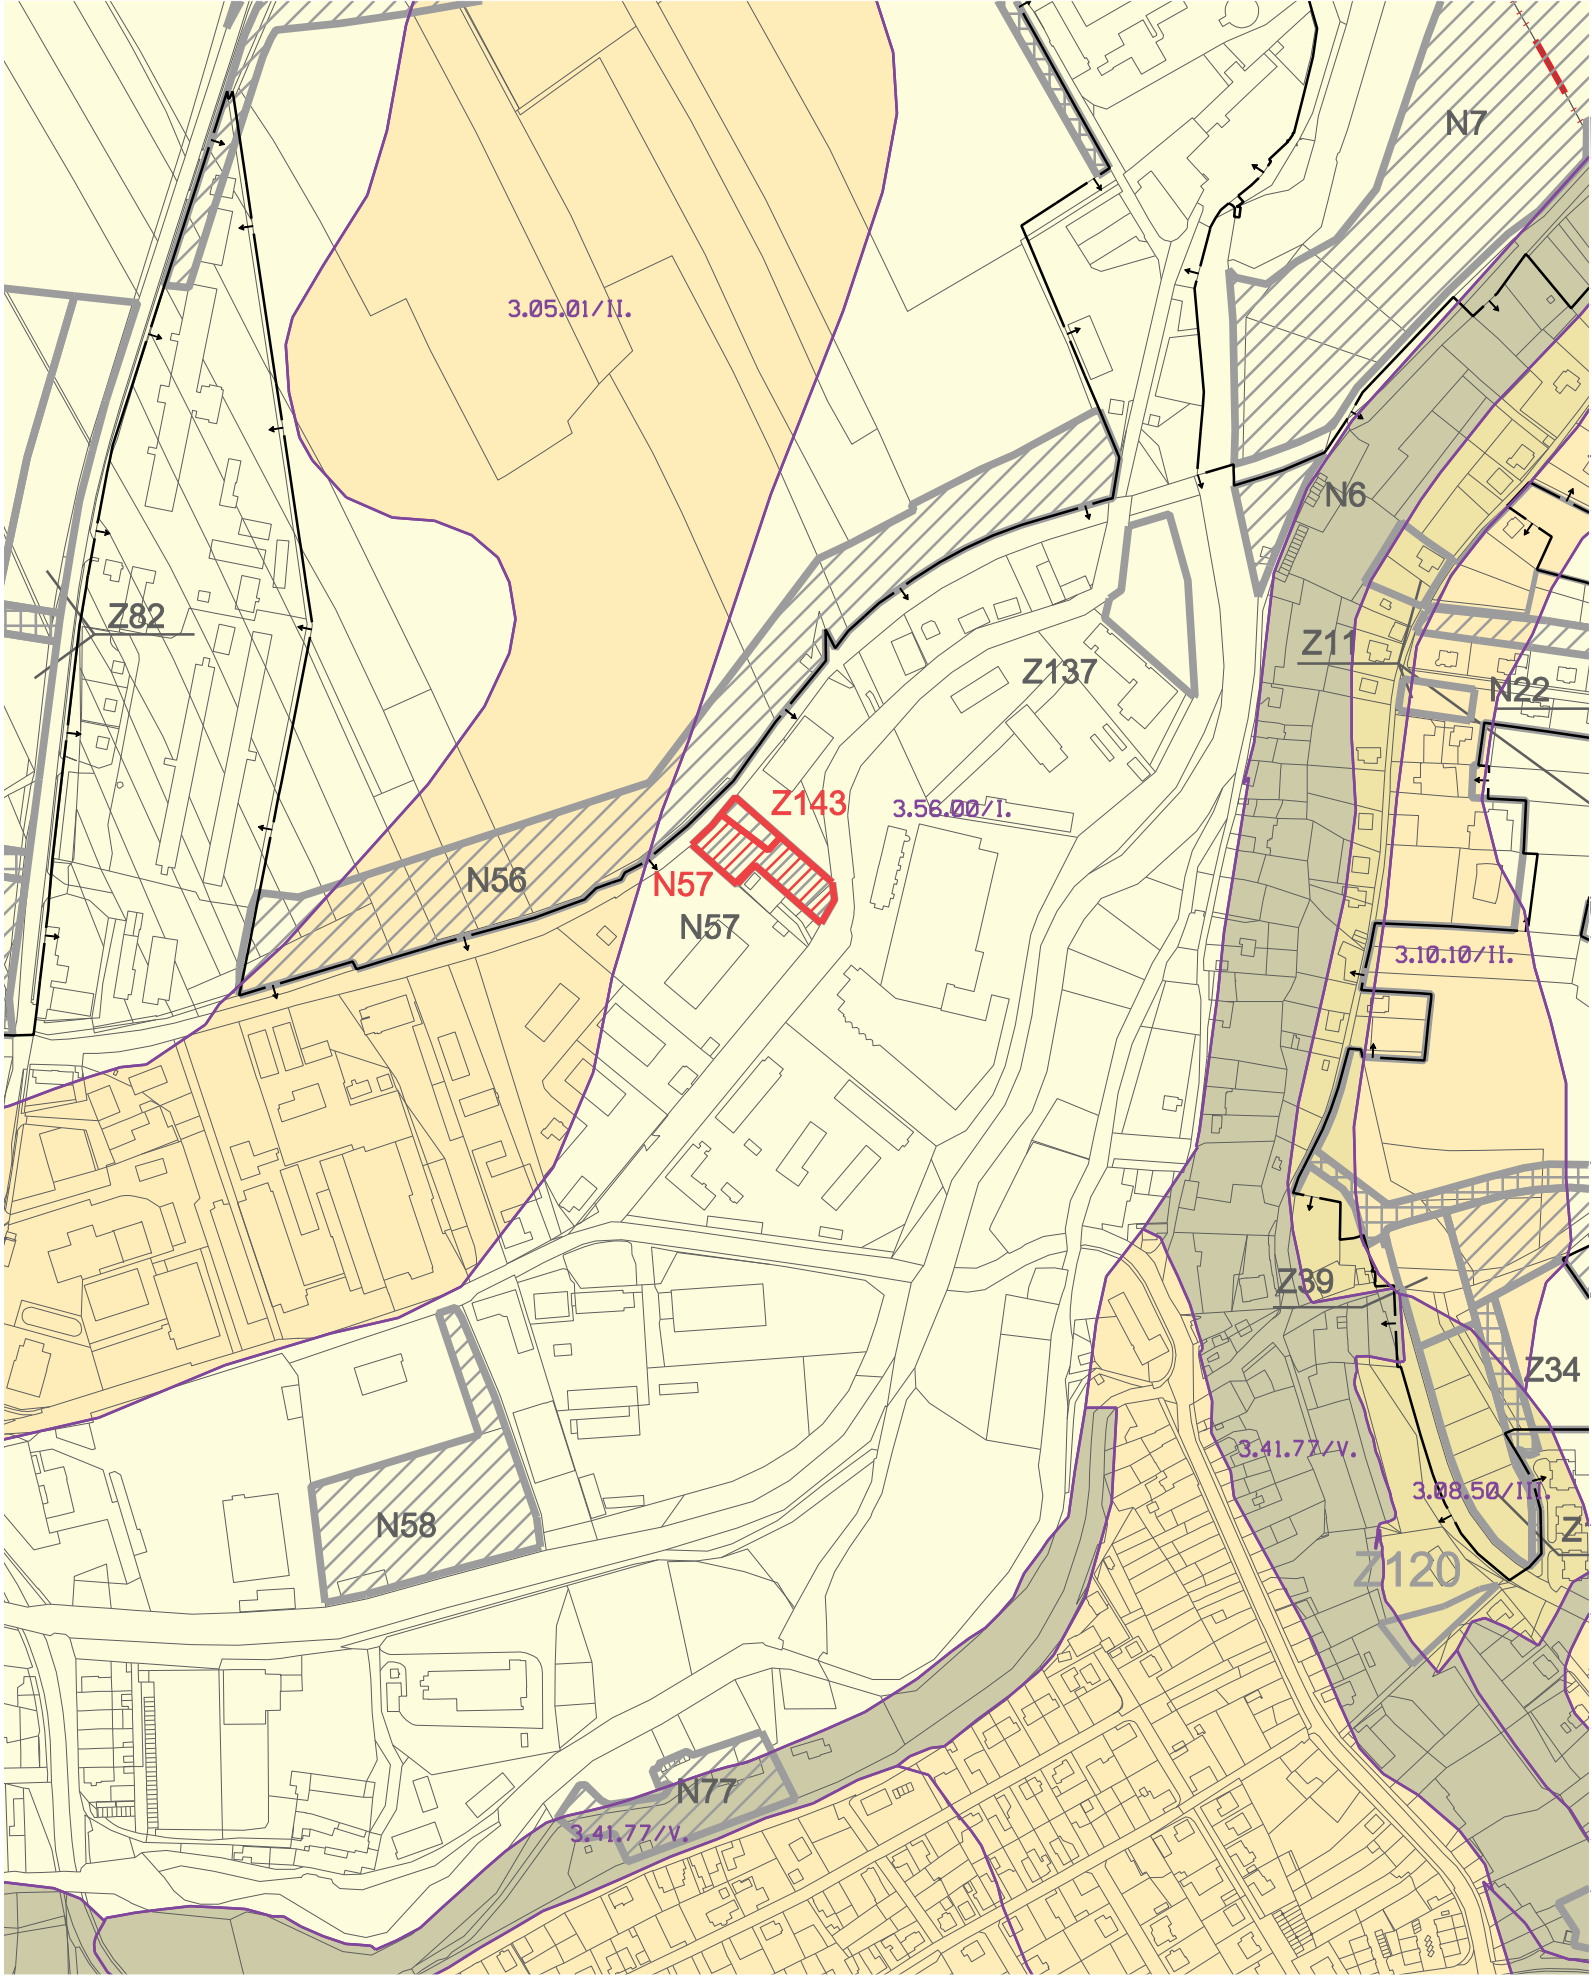 N7
3.05.01/II.
N6
Z82
Z11
Z137
N22
Z143
3.56.00/I.
N56
N57
N57
3.10.10/II.
Z39
Z34
3.41.77/V.
3.08.50/III.
N58
Z
Z120
N77
3.41.77/V.